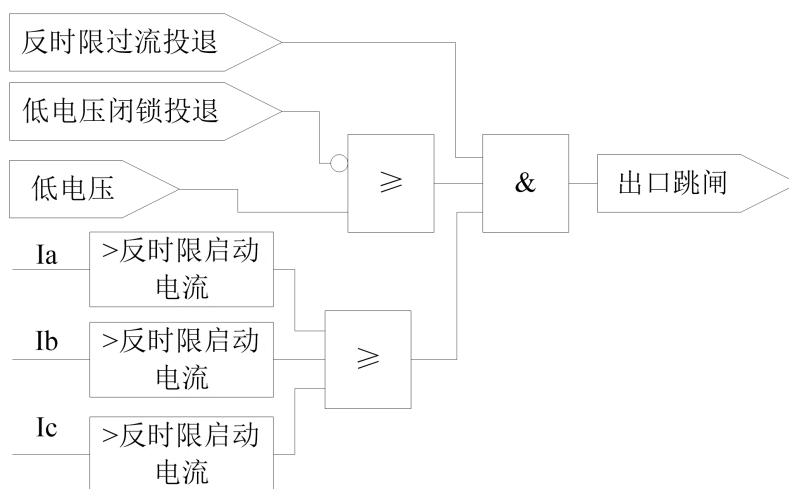 反时限过流投退
低电压闭锁投退
低电压
≥
&
出口跳闸
Ia
>反时限启动
电流
Ib
>反时限启动
电流
≥
Ic
>反时限启动
电流